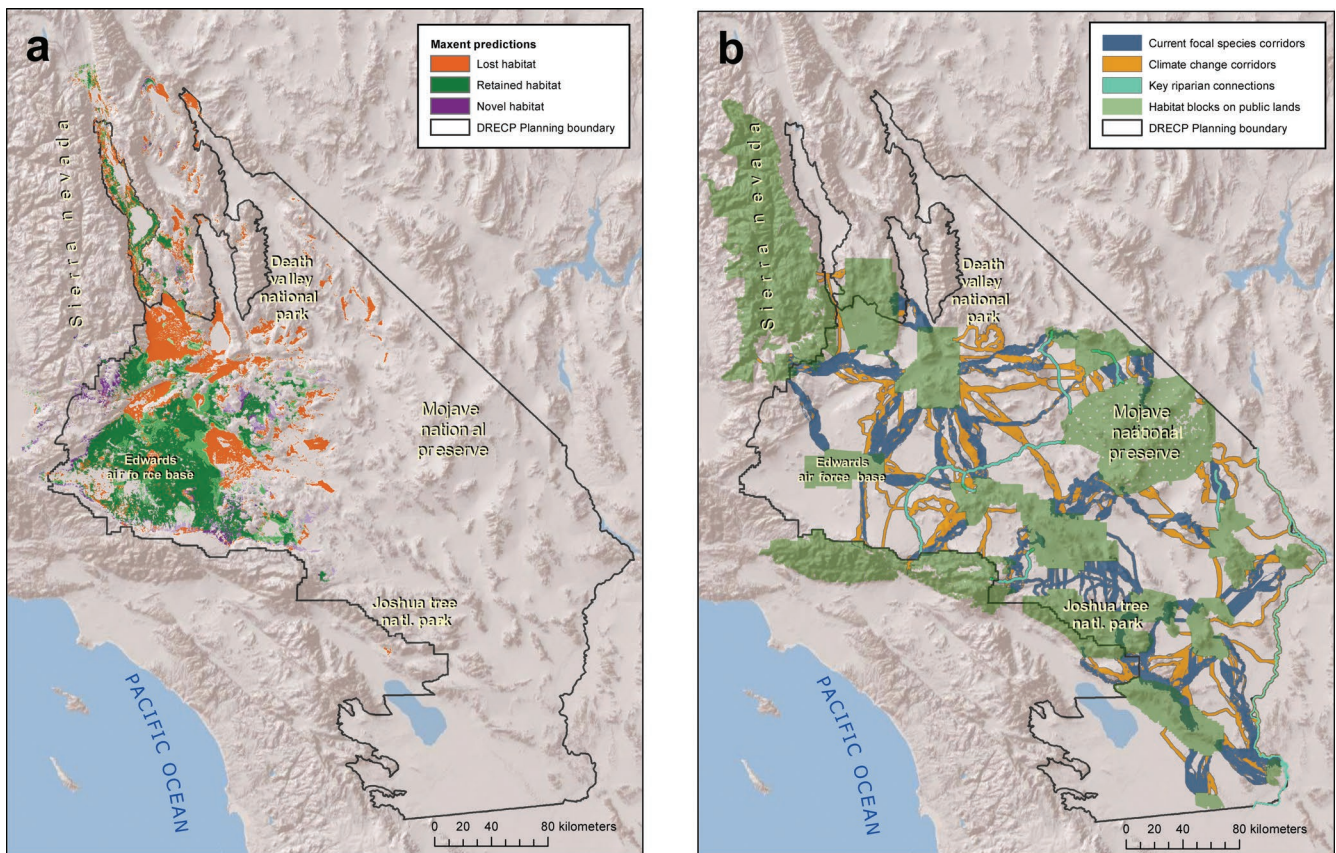 a
Maxent predictions
Lost habitat
Retained habitat
Novel habitat
DRECP Planning boundary
Sierra nevada
Death
valley
national
park
Mojave
national
preserve
Edwards
air fo rce base
Joshua tree
natl. park
PACIFIC OCEAN
0 20 40 80 kilometers
b
Current focal species corridors
Climate change corridors
Key riparian connections
Habitat blocks on public lands
DRECP Planning boundary
Sierra nevada
Death
valley
national
park
Mojave
national
preserve
Edwards
air force base
Joshua tree
natl. park
PACIFIC OCEAN
0 20 40 80 kilometers